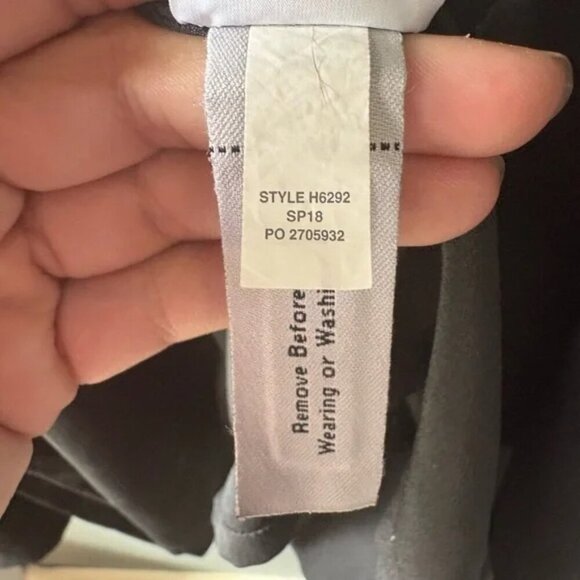 STYLE H6292
SP18
PO 2705932
Remove Before
Wearing or Washi